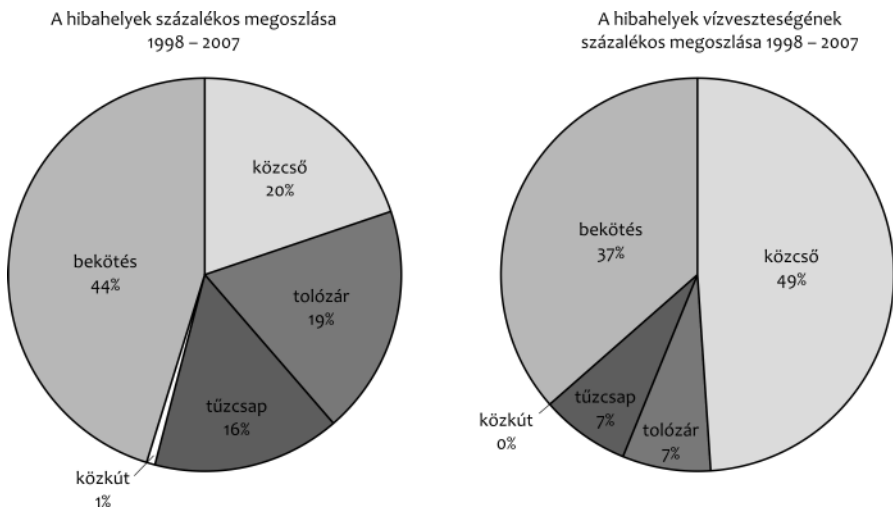 A hibahelyek százalékos megoszlása
1998 – 2007
közcső
20%
tolózár
19%
tűzcsap
16%
közkút
1%
bekötés
44%
A hibahelyek vízveszteségének
százalékos megoszlása 1998 – 2007
közcső
49%
tolózár
7%
tűzcsap
7%
közkút
0%
bekötés
37%